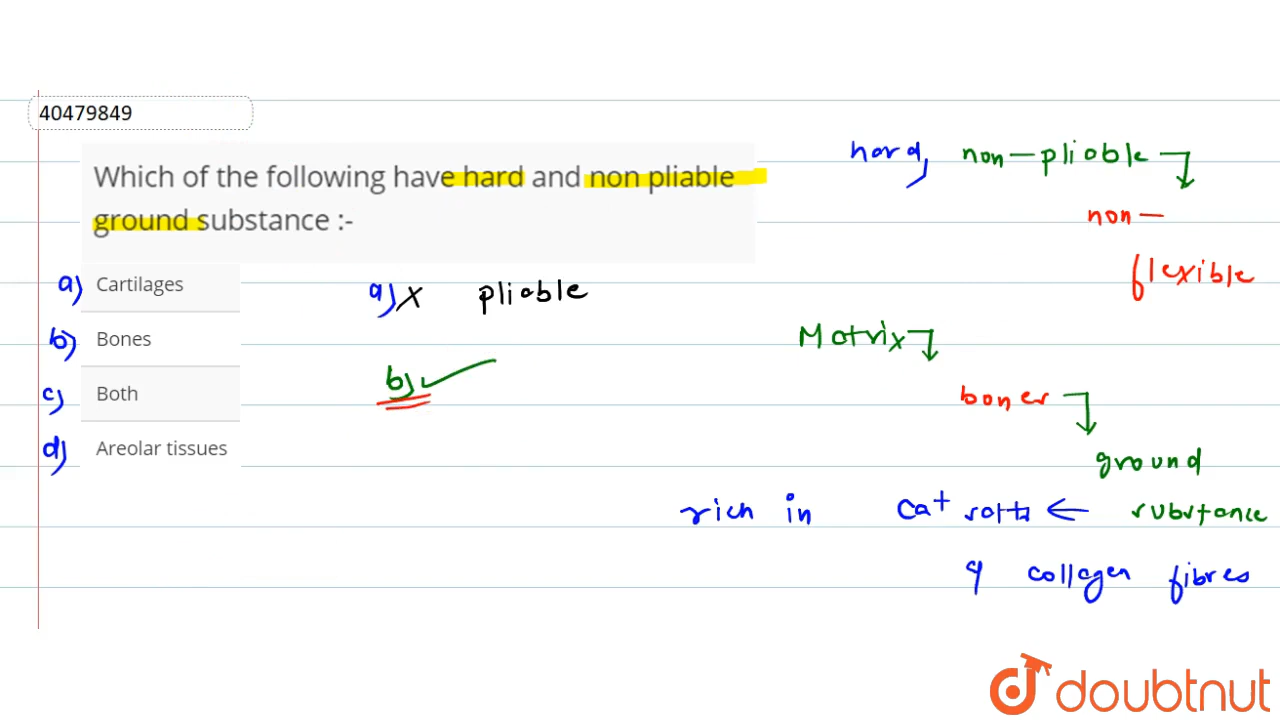 40479849
Which of the following have hard and non pliable
ground substance :-
a) Cartilages
b) Bones
c) Both
d) Areolar tissues
a) x pliable
b) ✓
hard, non-pliable
non-
flexible
Matrix
bones
ground
substance
rich in Ca+ salts ←
& collagen fibres
doubtnut